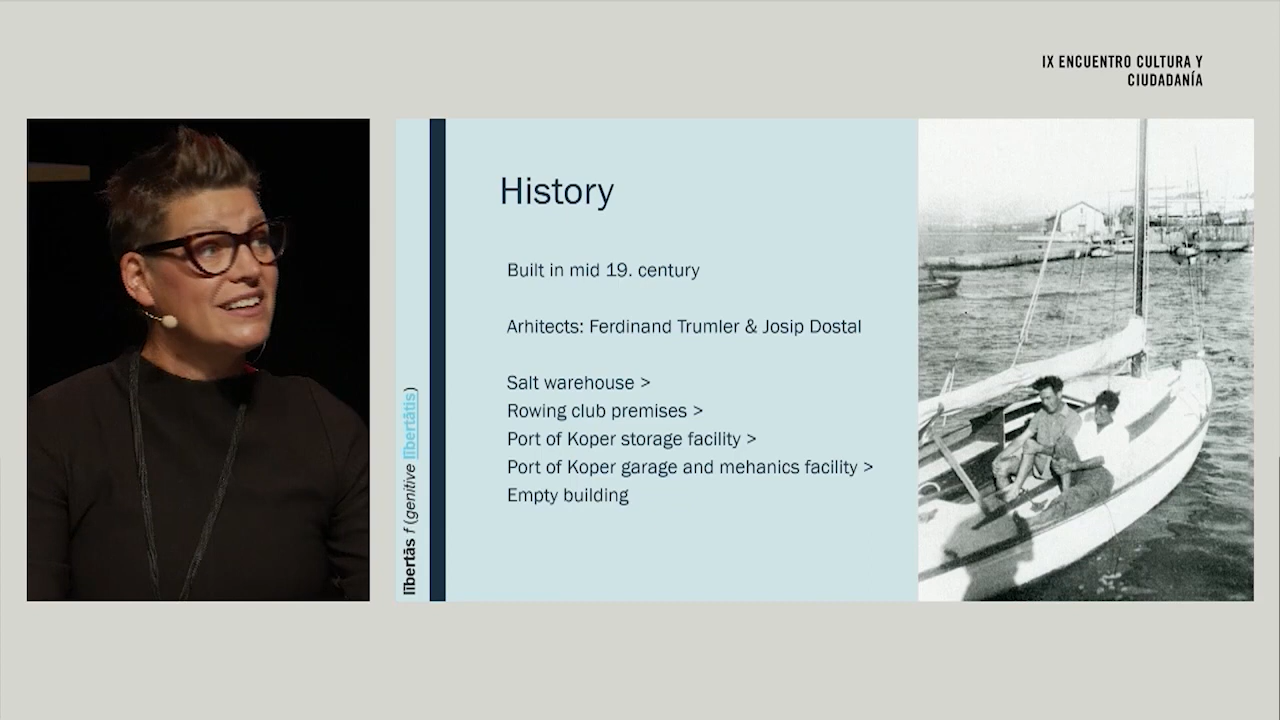 IX ENCUENTRO CULTURA Y
CIUDADANÍA
History
Built in mid 19. century
Arhitects: Ferdinand Trumler & Josip Dostal
Salt warehouse >
Rowing club premises >
Port of Koper storage facility >
Port of Koper garage and mehanics facility >
Empty building
lībertās f (genitive lībertātis)